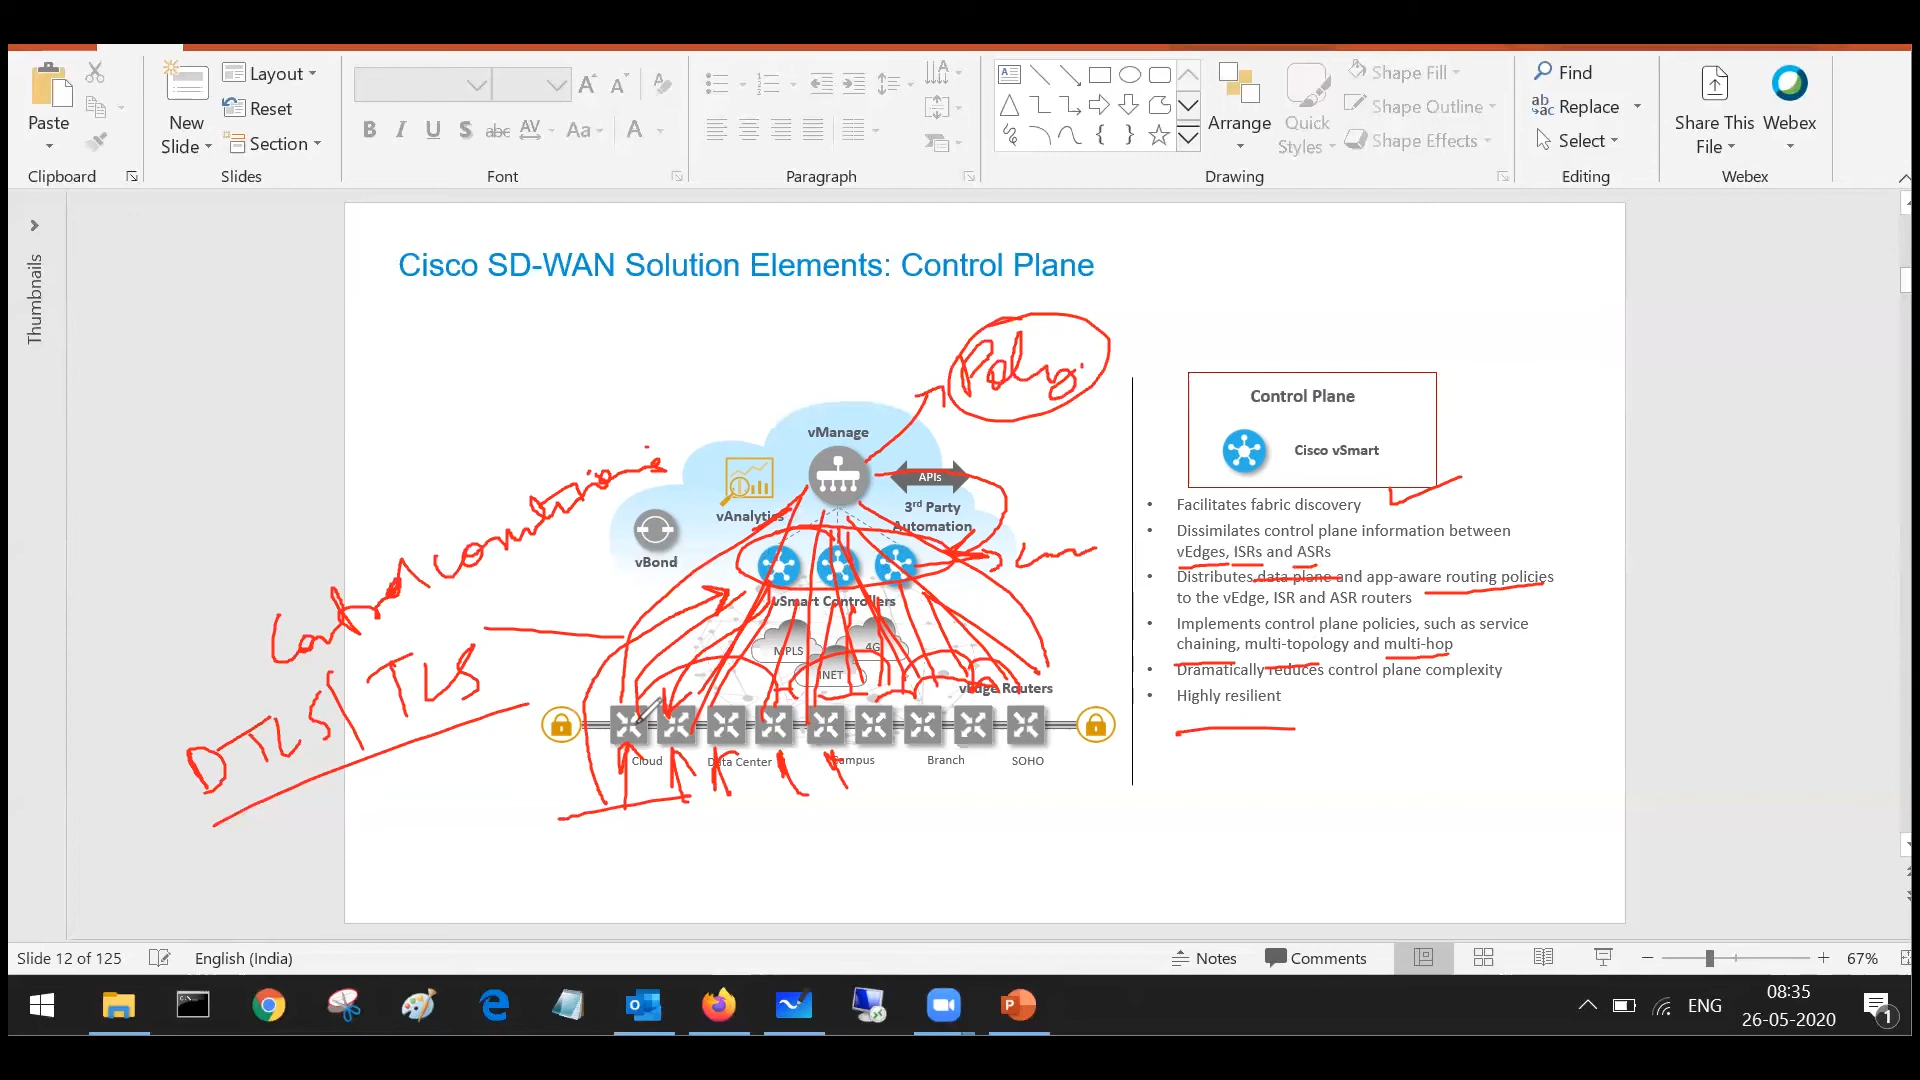 Paste
Clipboard
New
Slide
Layout
Reset
Section
Slides
B I U S abc AV Aa A
Font
Paragraph
Arrange
Quick
Styles
Shape Fill
Shape Outline
Shape Effects
Drawing
Find
Replace
Select
Editing
Share This
File
Webex
Webex
Thumbnails
Cisco SD-WAN Solution Elements: Control Plane
vManage
APIs
3rd Party
Automation
vAnalytics
vBond
vSmart Controllers
MPLS
4G
INET
vEdge Routers
Cloud
Data Center
Campus
Branch
SOHO
Control
DTLS/ TLS
Control Plane
Cisco vSmart
• Facilitates fabric discovery
• Dissimilates control plane information between
vEdges, ISRs and ASRs
• Distributes data plane and app-aware routing policies
to the vEdge, ISR and ASR routers
• Implements control plane policies, such as service
chaining, multi-topology and multi-hop
• Dramatically reduces control plane complexity
• Highly resilient
Slide 12 of 125
English (India)
Notes
Comments
67%
ENG
08:35
26-05-2020
1